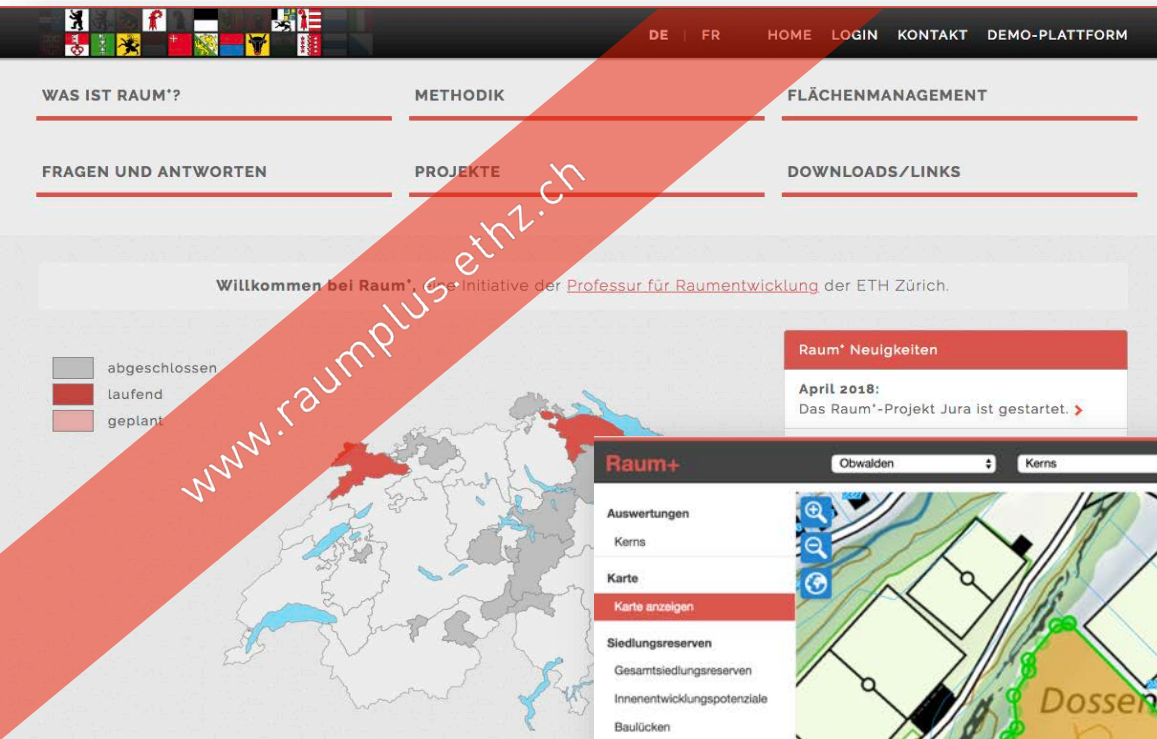 DE | FR HOME LOGIN KONTAKT DEMO-PLATTFORM
WAS IST RAUM⁺? METHODIK FLÄCHENMANAGEMENT
FRAGEN UND ANTWORTEN PROJEKTE DOWNLOADS/LINKS
Willkommen bei Raum⁺, eine Initiative der Professur für Raumentwicklung der ETH Zürich.
www.raumplus.ethz.ch
abgeschlossen
laufend
geplant
Raum⁺ Neuigkeiten
April 2018:
Das Raum⁺-Projekt Jura ist gestartet.
Raum+ Obwalden Kerns
Auswertungen
Kerns
Karte
Karte anzeigen
Siedlungsreserven
Gesamtsiedlungsreserven
Innenentwicklungspotenziale
Baulücken
Dossen